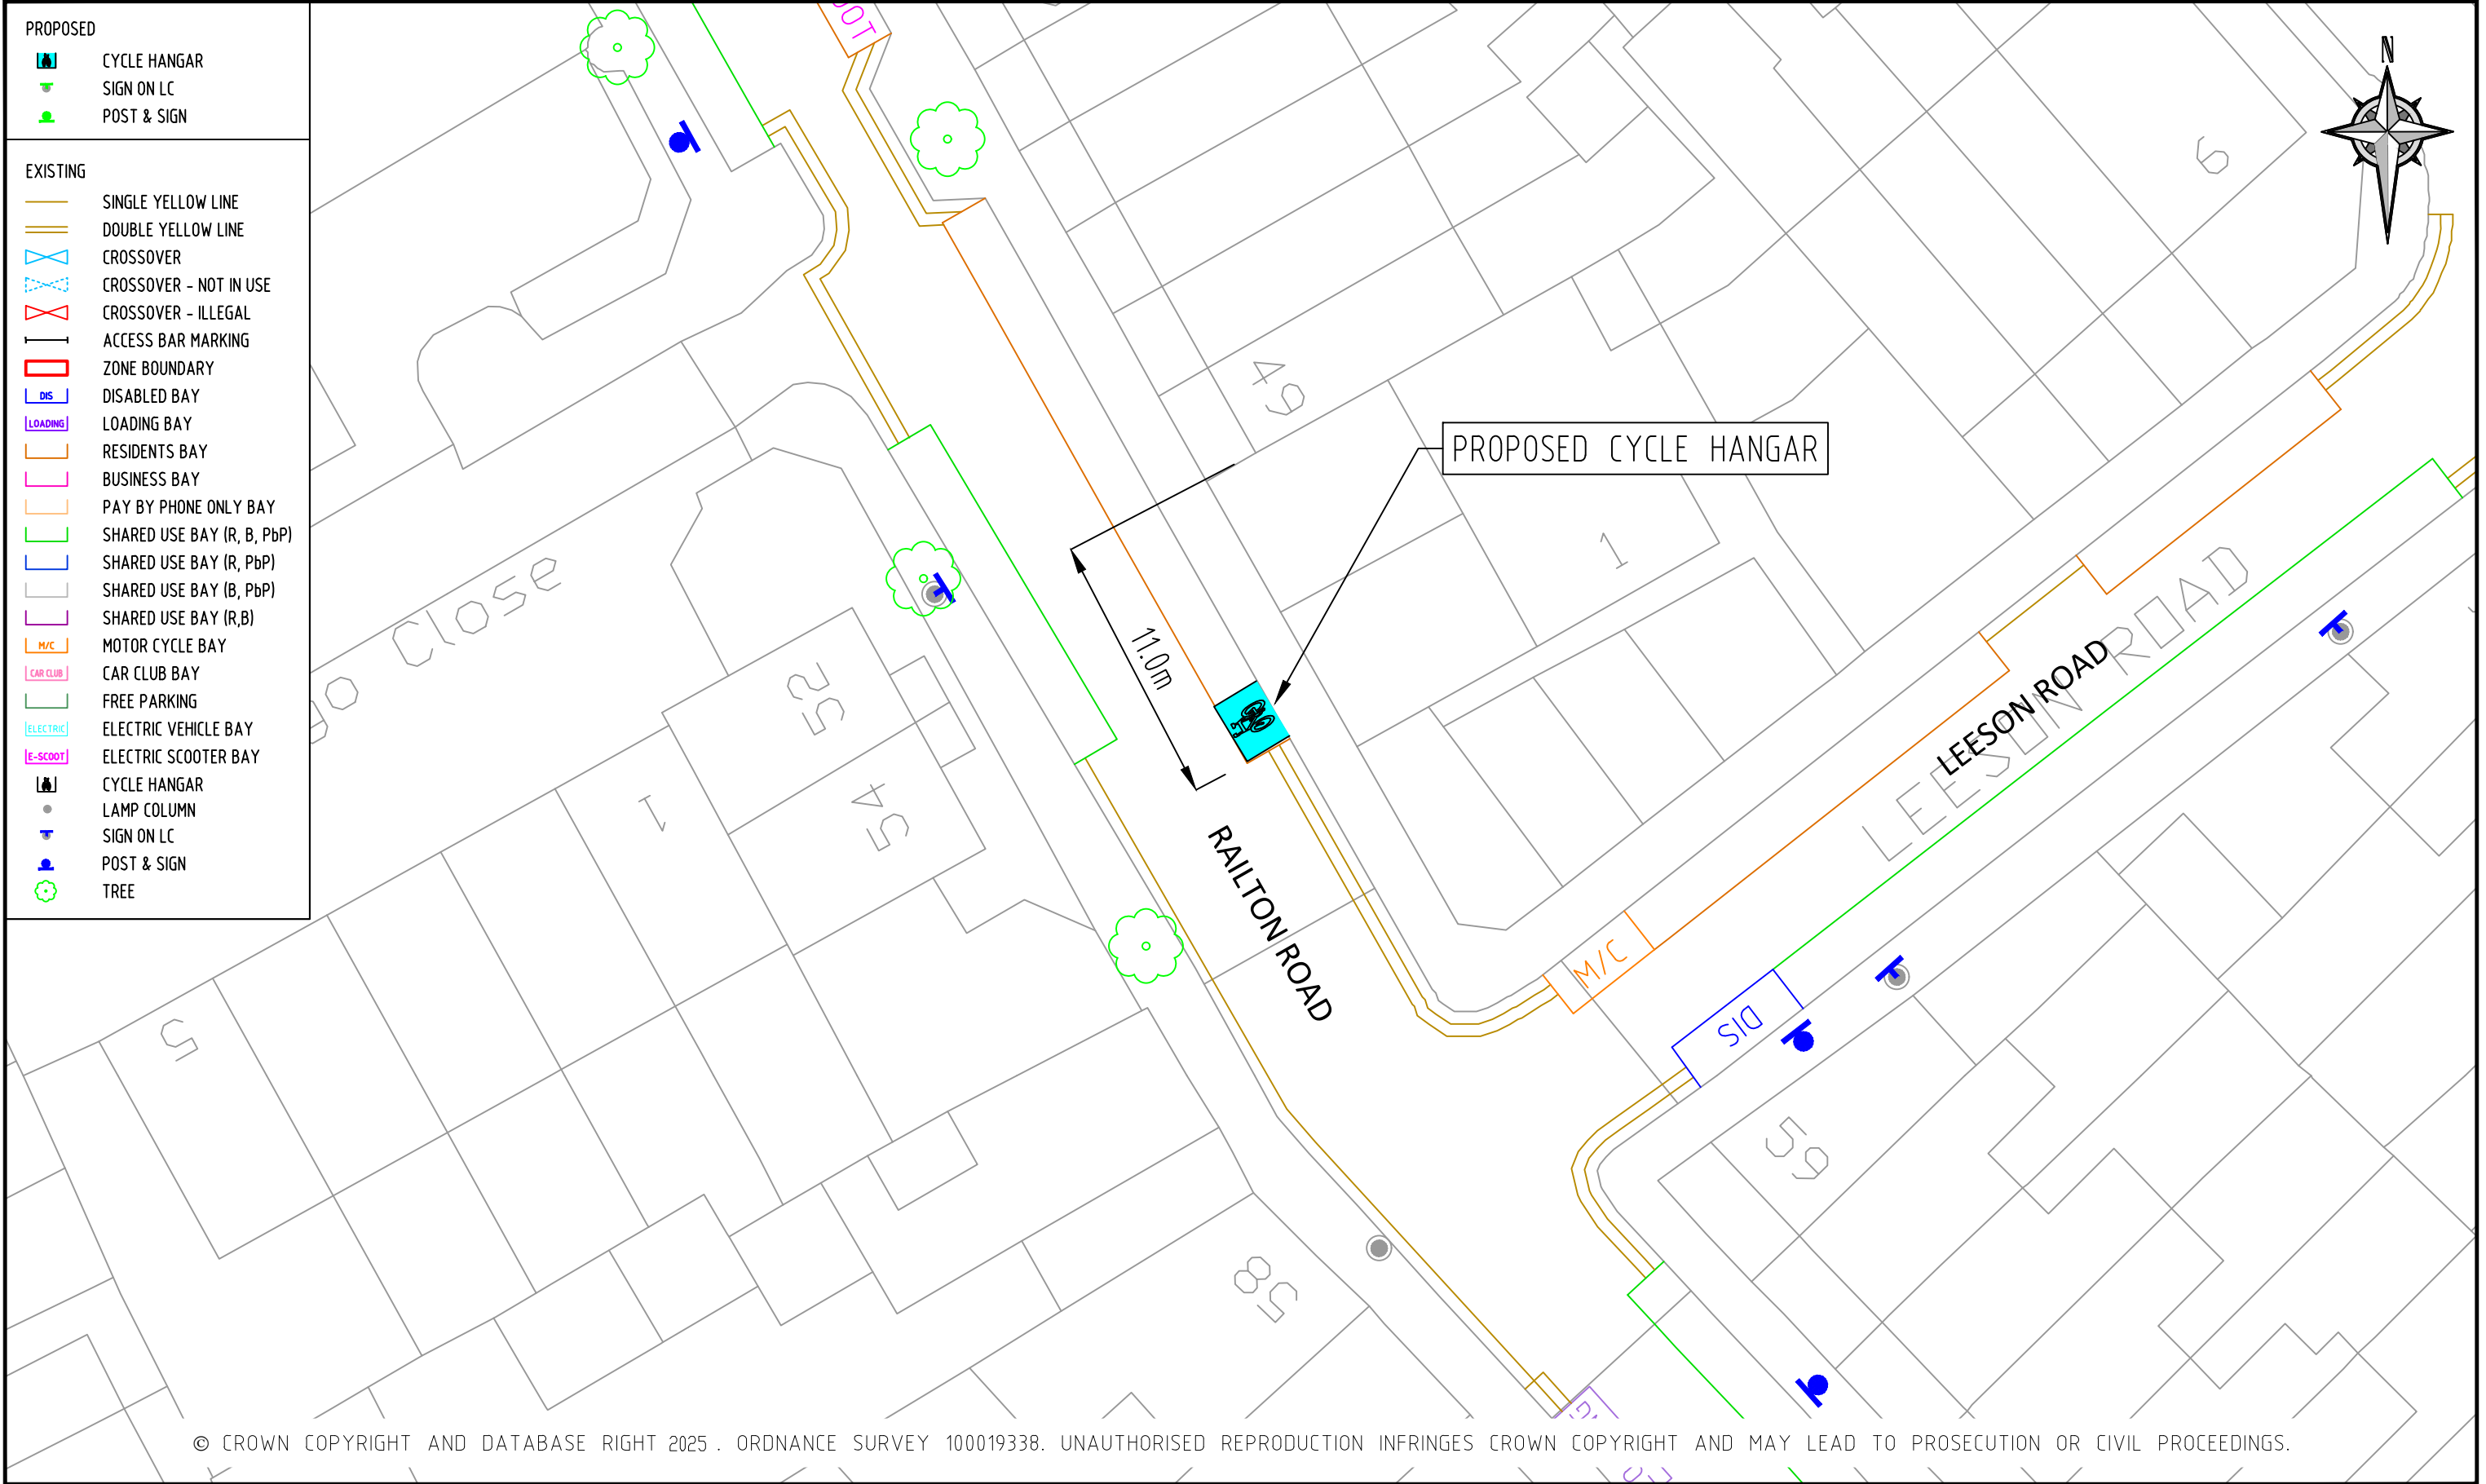 PROPOSED
CYCLE HANGAR
SIGN ON LC
POST & SIGN
EXISTING
SINGLE YELLOW LINE
DOUBLE YELLOW LINE
CROSSOVER
CROSSOVER - NOT IN USE
CROSSOVER - ILLEGAL
ACCESS BAR MARKING
ZONE BOUNDARY
DIS DISABLED BAY
LOADING LOADING BAY
RESIDENTS BAY
BUSINESS BAY
PAY BY PHONE ONLY BAY
SHARED USE BAY (R, B, PbP)
SHARED USE BAY (R, PbP)
SHARED USE BAY (B, PbP)
SHARED USE BAY (R,B)
M/C MOTOR CYCLE BAY
CAR CLUB CAR CLUB BAY
FREE PARKING
ELECTRIC ELECTRIC VEHICLE BAY
E-SCOOT ELECTRIC SCOOTER BAY
CYCLE HANGAR
LAMP COLUMN
SIGN ON LC
POST & SIGN
TREE
N
6
49
PROPOSED CYCLE HANGAR
1
Close
11.0m
52
54
1
5
LEESON ROAD
LEESON ROAD
RAILTON ROAD
M/C
DIS
56
58
© CROWN COPYRIGHT AND DATABASE RIGHT 2025 . ORDNANCE SURVEY 100019338. UNAUTHORISED REPRODUCTION INFRINGES CROWN COPYRIGHT AND MAY LEAD TO PROSECUTION OR CIVIL PROCEEDINGS.